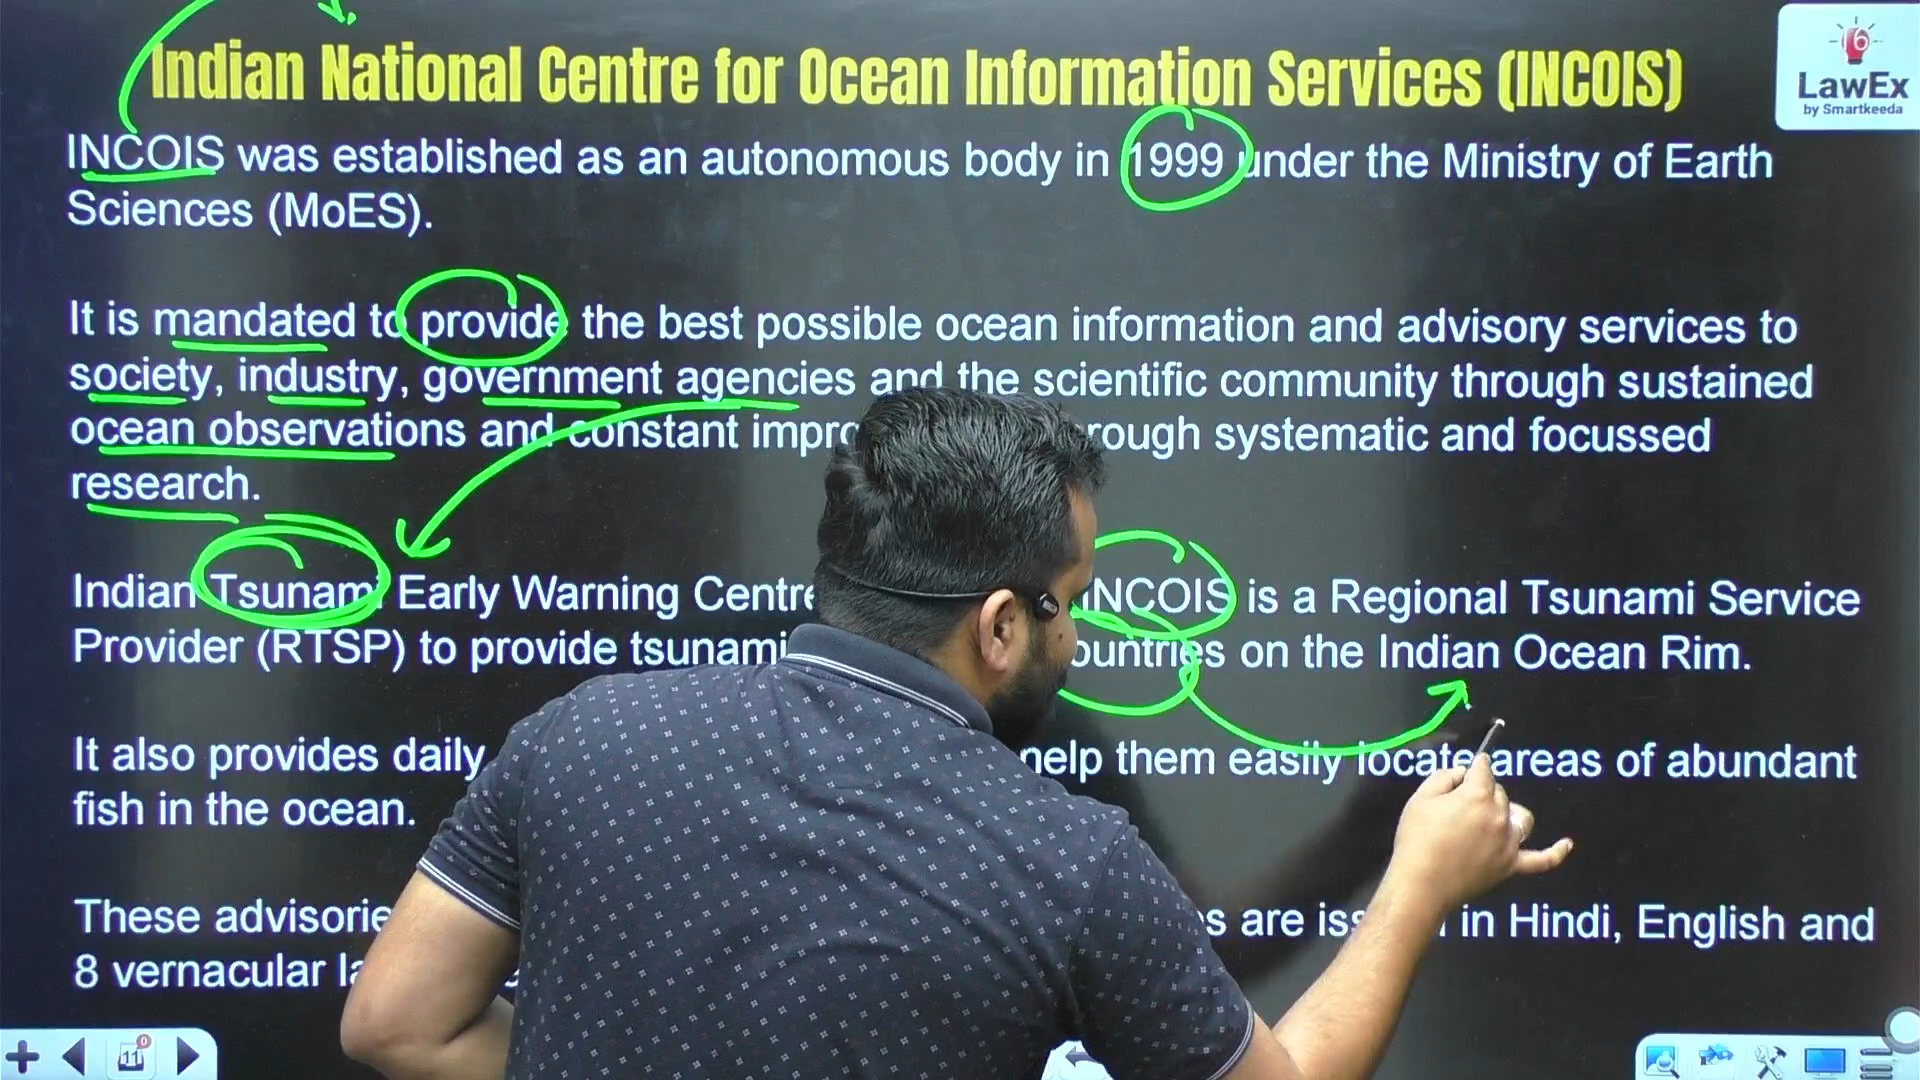 Indian National Centre for Ocean Information Services (INCOIS)
6
LawEx
by Smartkeeda
INCOIS was established as an autonomous body in 1999 under the Ministry of Earth
Sciences (MoES).
It is mandated to provide the best possible ocean information and advisory services to
society, industry, government agencies and the scientific community through sustained
ocean observations and constant systematic and focussed
research.
Indian Tsunami Early Warning Centre INCOIS is a Regional Tsunami Service
Provider (RTSP) to provide tsunami countries on the Indian Ocean Rim.
It also provides daily help them easily locate areas of abundant
fish in the ocean.
These are in Hindi, English and
8 vernacular
11
0